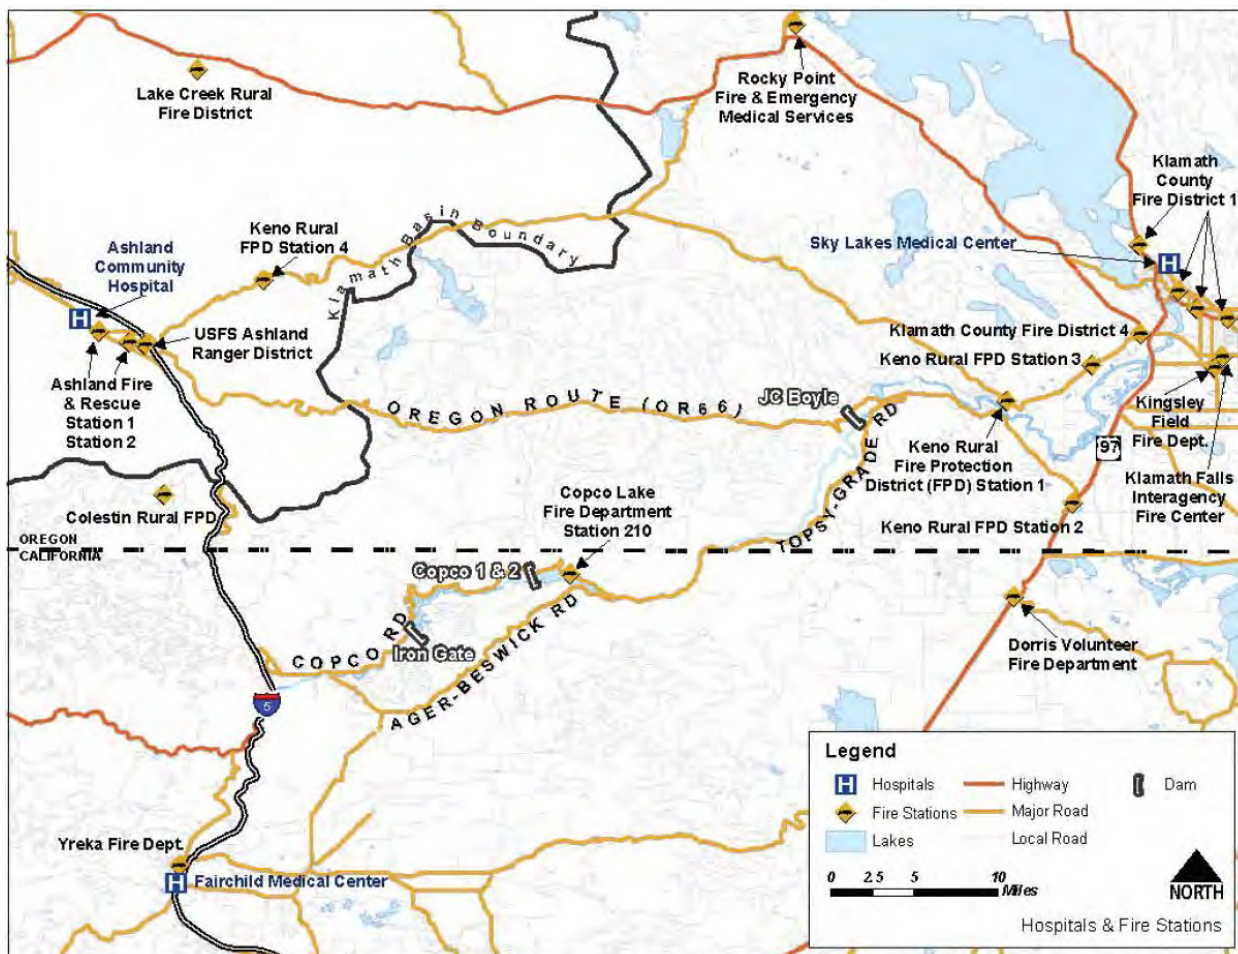 Lake Creek Rural
Fire District
Rocky Point
Fire & Emergency
Medical Services
Klamath
County
Fire District 1
Keno Rural
FPD Station 4
Klamath Basin Boundary
Sky Lakes Medical Center
H
Ashland
Community
Hospital
H
USFS Ashland
Ranger District
Ashland Fire
& Rescue
Station 1
Station 2
Klamath County Fire District 4
Keno Rural FPD Station 3
JC Boyle
OREGON ROUTE (OR66)
TOPSY-GRADE RD
Kingsley
Field
Fire Dept.
97
Keno Rural
Fire Protection
District (FPD) Station 1
Klamath Falls
Interagency
Fire Center
Colestin Rural FPD
Copco Lake
Fire Department
Station 210
Keno Rural FPD Station 2
OREGON
CALIFORNIA
Copco 1 & 2
COPCO RD
Iron Gate
AGER-BESWICK RD
Dorris Volunteer
Fire Department
5
Yreka Fire Dept.
H
Fairchild Medical Center
Legend
H Hospitals
Highway
Dam
Fire Stations
Major Road
Lakes
Local Road
0 2.5 5 10
Miles
NORTH
Hospitals & Fire Stations